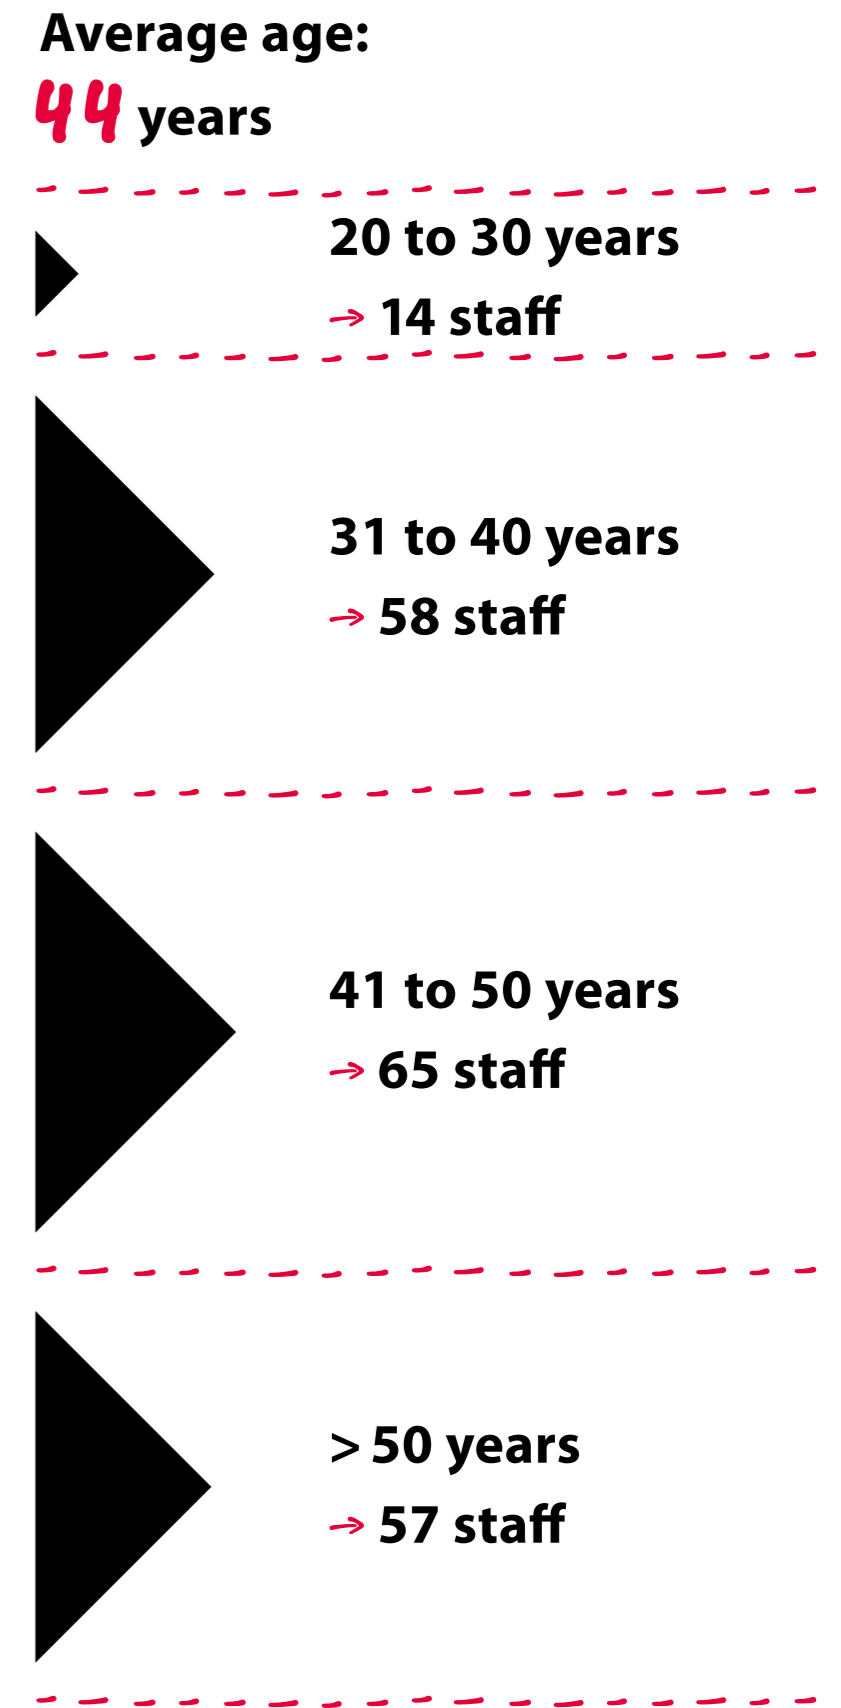 Average age:
44 years
20 to 30 years
→ 14 staff
31 to 40 years
→ 58 staff
41 to 50 years
→ 65 staff
> 50 years
→ 57 staff